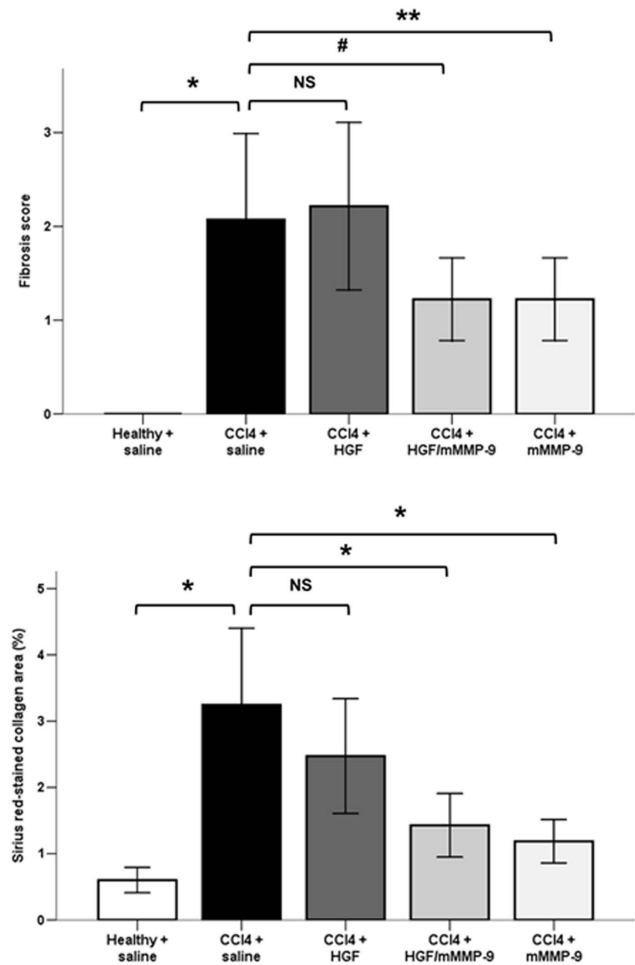 **
#
* NS
Fibrosis score
3
2
1
0
Healthy + CCl4 + CCl4 + CCl4 + CCl4 +
saline saline HGF HGF/mMMP-9 mMMP-9
*
*
* NS
Sirius red-stained collagen area (%)
5
4
3
2
1
0
Healthy + CCl4 + CCl4 + CCl4 + CCl4 +
saline saline HGF HGF/mMMP-9 mMMP-9